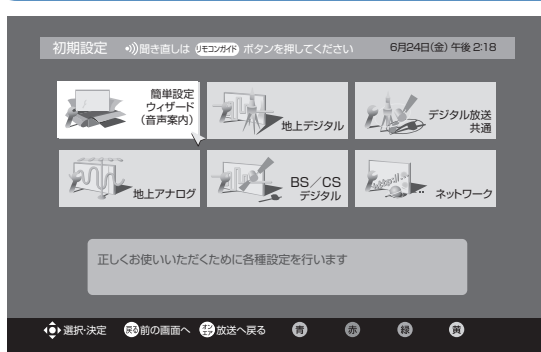 初期設定 聞き直しは リモコンガイド ボタンを押してください 6月24日(金) 午後 2:18
簡単設定
ウィザード
(音声案内)
地上デジタル
デジタル放送
共通
地上アナログ
BS／CS
デジタル
ネットワーク
正しくお使いいただくために各種設定を行います
選択・決定 戻る 前の画面へ オンエア 放送へ戻る 青 赤 緑 黄